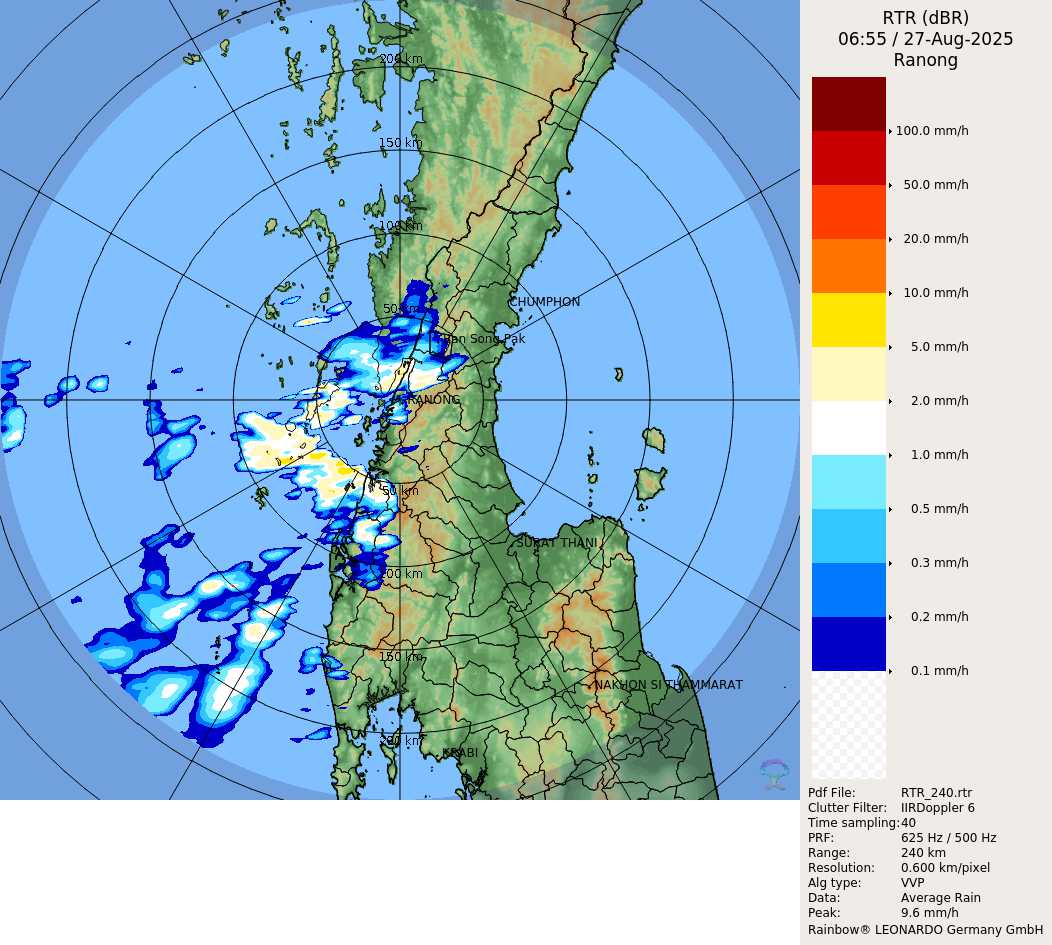 RTR (dBR)
06:55 / 27-Aug-2025
Ranong
100.0 mm/h
50.0 mm/h
20.0 mm/h
10.0 mm/h
5.0 mm/h
2.0 mm/h
1.0 mm/h
0.5 mm/h
0.3 mm/h
0.2 mm/h
0.1 mm/h
Pdf File: RTR_240.rtr
Clutter Filter: IIRDoppler 6
Time sampling: 40
PRF: 625 Hz / 500 Hz
Range: 240 km
Resolution: 0.600 km/pixel
Alg type: VVP
Data: Average Rain
Peak: 9.6 mm/h
Rainbow® LEONARDO Germany GmbH
200 km
150 km
100 km
CHUMPHON
50 km
RANONG
50 km
SURAT THANI
100 km
150 km
NAKHON SI THAMMARAT
200 km
KRABI